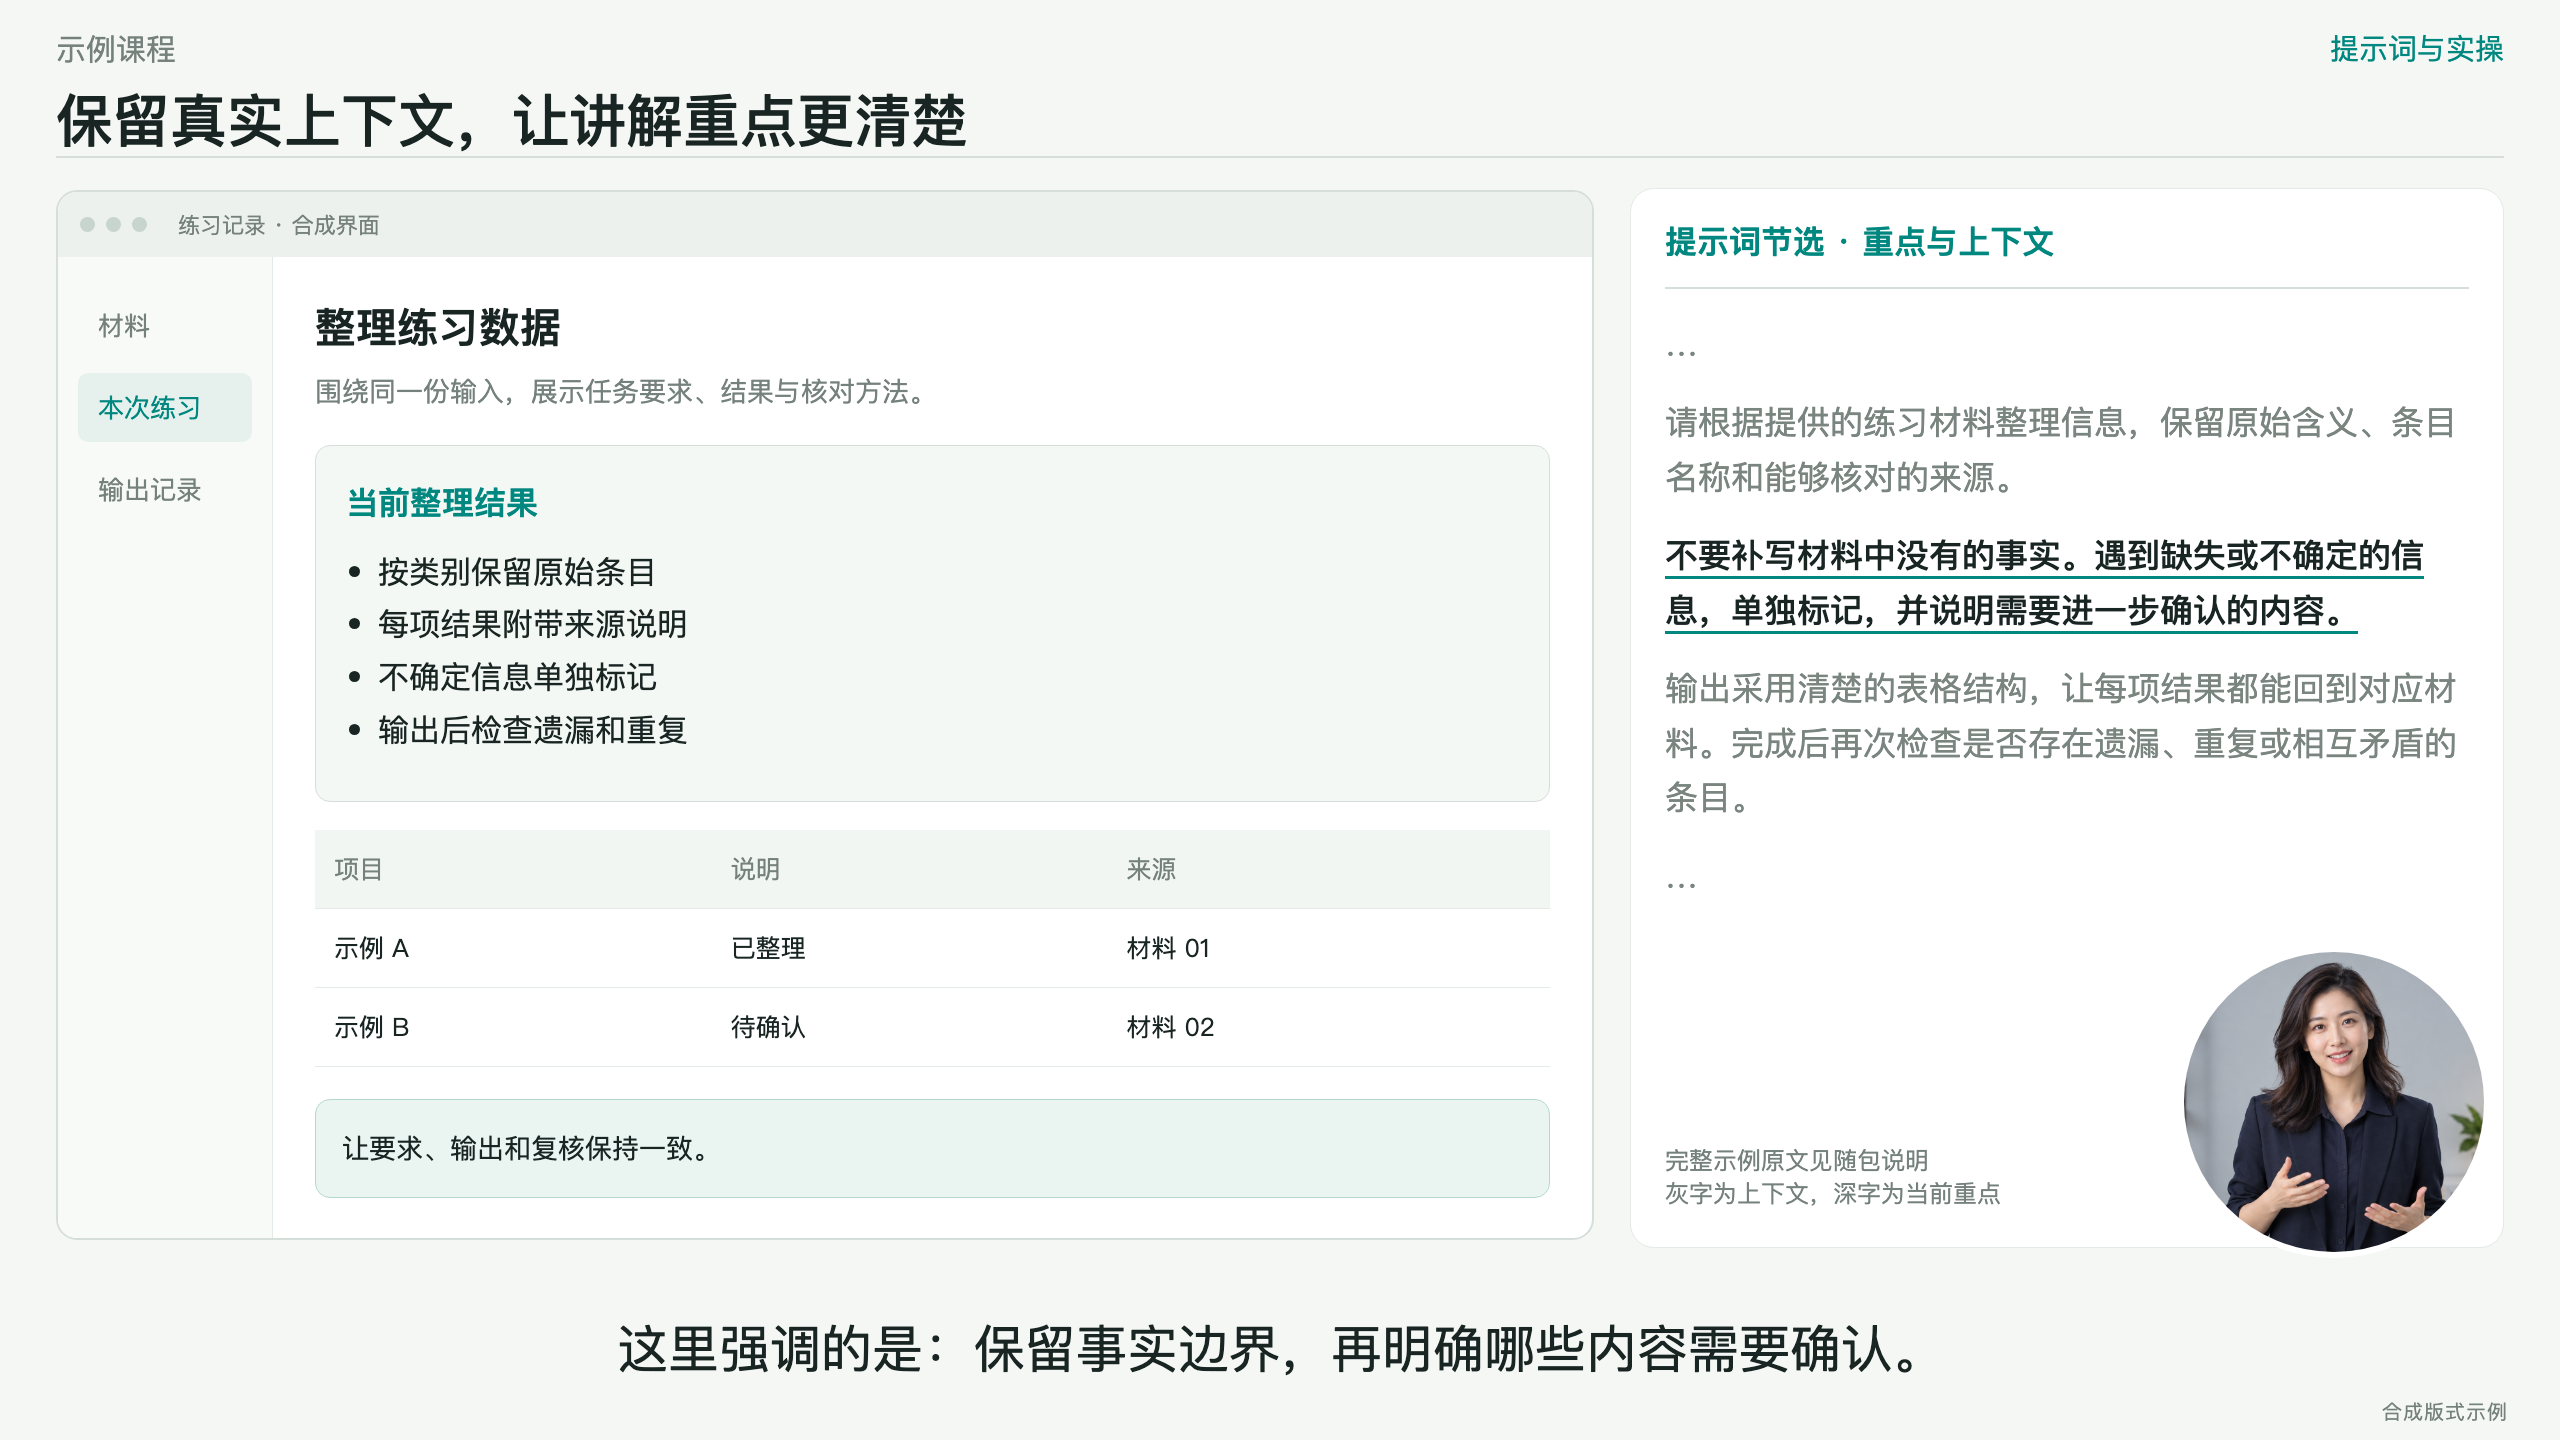 示例课程
提示词与实操
保留真实上下文，让讲解重点更清楚
练习记录 · 合成界面
材料
本次练习
输出记录
整理练习数据
围绕同一份输入，展示任务要求、结果与核对方法。
当前整理结果
• 按类别保留原始条目
• 每项结果附带来源说明
• 不确定信息单独标记
• 输出后检查遗漏和重复
项目 说明 来源
示例 A 已整理 材料 01
示例 B 待确认 材料 02
让要求、输出和复核保持一致。
提示词节选 · 重点与上下文
…
请根据提供的练习材料整理信息，保留原始含义、条目
名称和能够核对的来源。
不要补写材料中没有的事实。遇到缺失或不确定的信
息，单独标记，并说明需要进一步确认的内容。
输出采用清楚的表格结构，让每项结果都能回到对应材
料。完成后再次检查是否存在遗漏、重复或相互矛盾的
条目。
…
完整示例原文见随包说明
灰字为上下文，深字为当前重点
这里强调的是：保留事实边界，再明确哪些内容需要确认。
合成版式示例